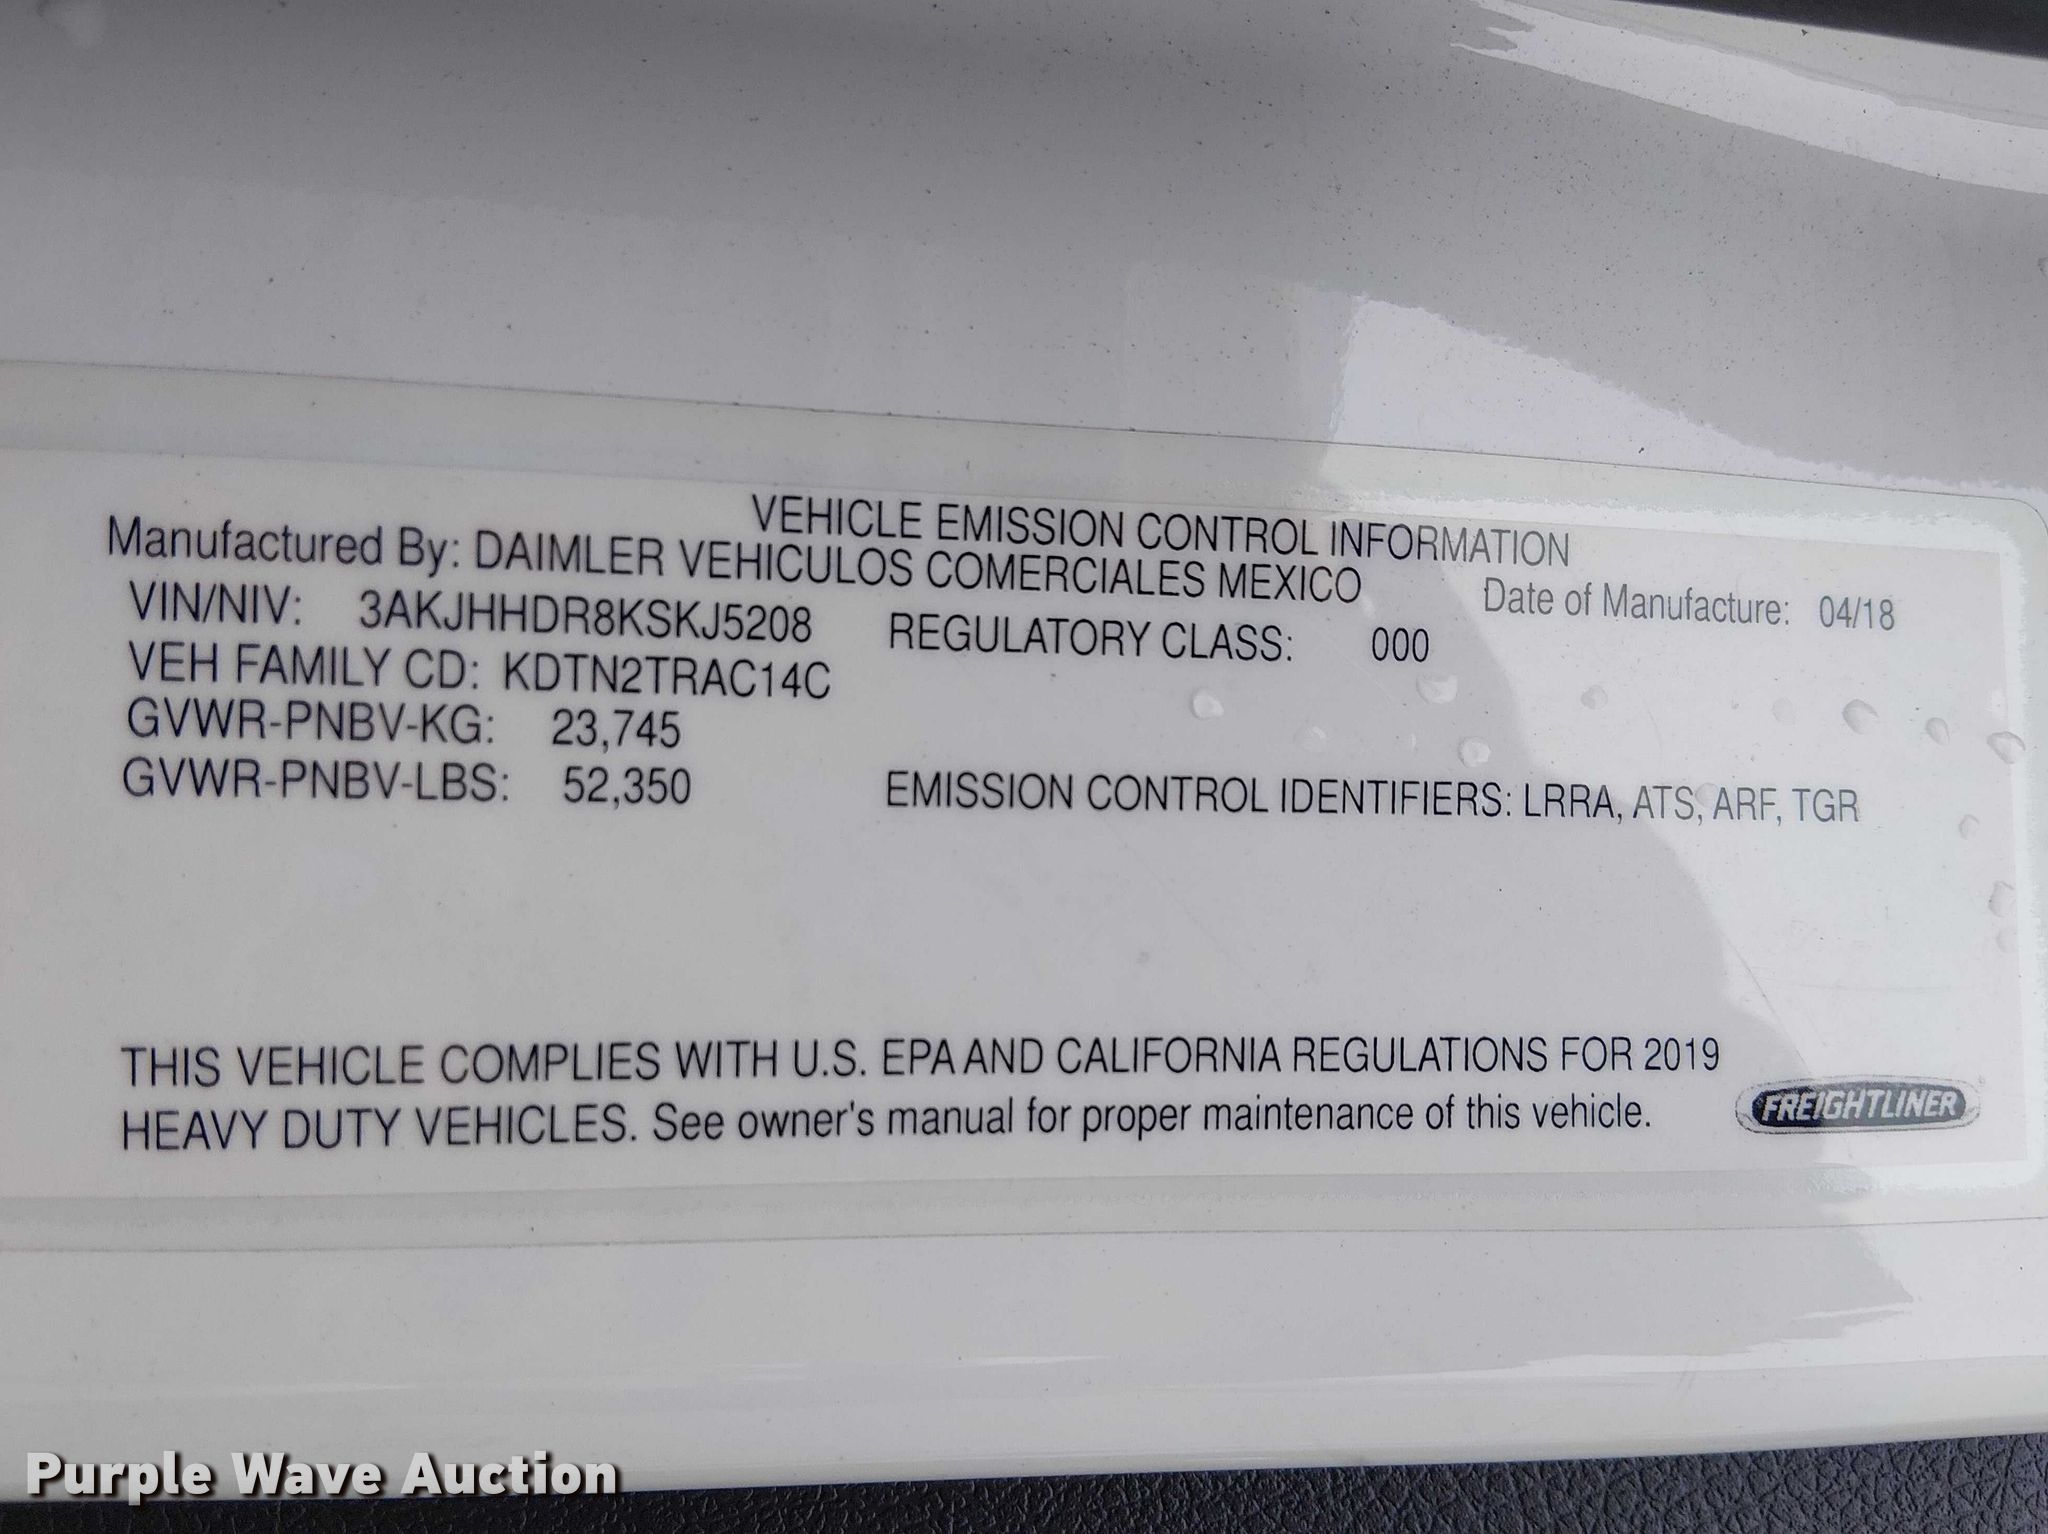 VEHICLE EMISSION CONTROL INFORMATION
Manufactured By: DAIMLER VEHICULOS COMERCIALES MEXICO
Date of Manufacture: 04/18
VIN/NIV: 3AKJHHDR8KSKJ5208
REGULATORY CLASS: 000
VEH FAMILY CD: KDTN2TRAC14C
GVWR-PNBV-KG: 23,745
GVWR-PNBV-LBS: 52,350
EMISSION CONTROL IDENTIFIERS: LRRA, ATS, ARF, TGR
THIS VEHICLE COMPLIES WITH U.S. EPA AND CALIFORNIA REGULATIONS FOR 2019
HEAVY DUTY VEHICLES. See owner's manual for proper maintenance of this vehicle.
FREIGHTLINER
Purple Wave Auction